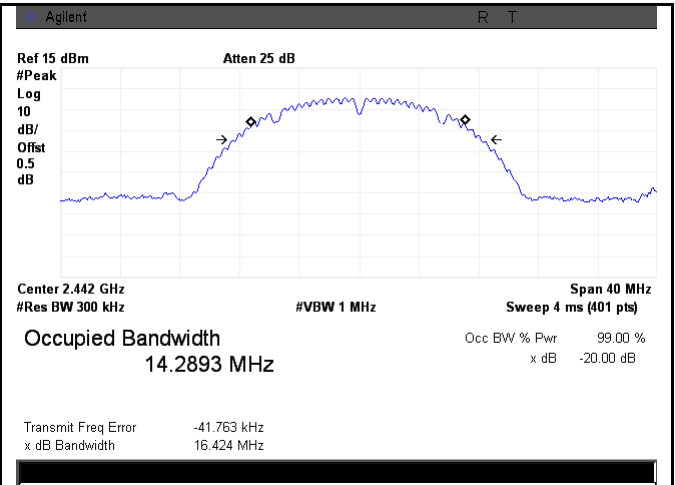 Agilent R T
Ref 15 dBm Atten 25 dB
#Peak
Log
10
dB/
Offst
0.5
dB
Center 2.442 GHz Span 40 MHz
#Res BW 300 kHz #VBW 1 MHz Sweep 4 ms (401 pts)
Occupied Bandwidth Occ BW % Pwr 99.00 %
14.2893 MHz x dB -20.00 dB
Transmit Freq Error -41.763 kHz
x dB Bandwidth 16.424 MHz